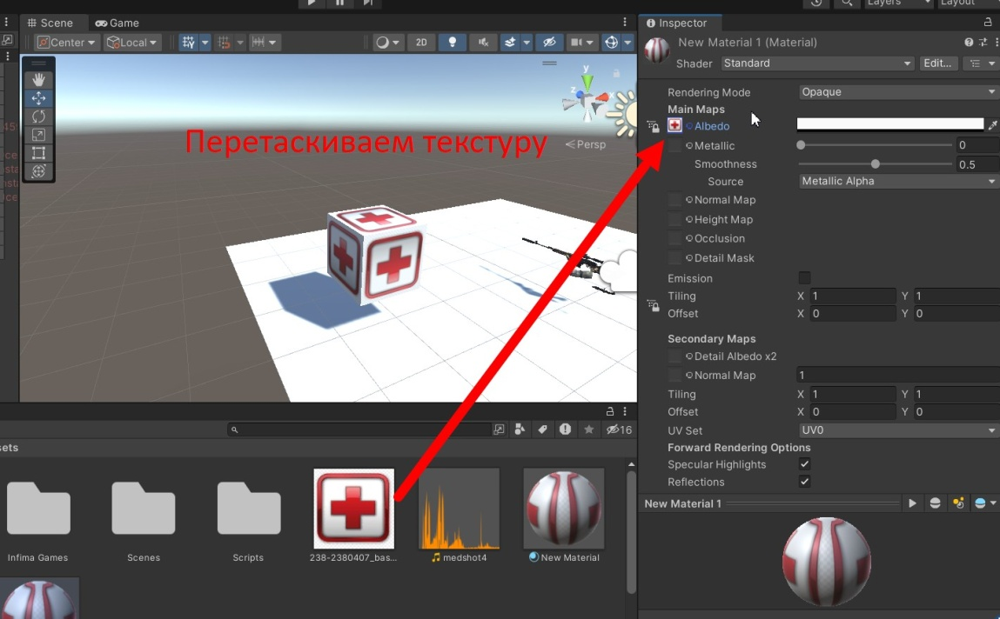 Layers
Layout
Scene
Game
Inspector
Center
Local
2D
New Material 1 (Material)
Shader
Standard
Edit...
y
z
x
Persp
Перетаскиваем текстуру
Rendering Mode
Opaque
Main Maps
Albedo
Metallic
0
Smoothness
0.5
Source
Metallic Alpha
Normal Map
Height Map
Occlusion
Detail Mask
Emission
Tiling
X 1
Y 1
Offset
X 0
Y 0
Secondary Maps
Detail Albedo x2
Normal Map
1
Tiling
X 1
Y 1
Offset
X 0
Y 0
UV Set
UV0
Forward Rendering Options
Specular Highlights
Reflections
16
sets
Infima Games
Scenes
Scripts
238-2380407_bas...
medshot4
New Material
New Material 1